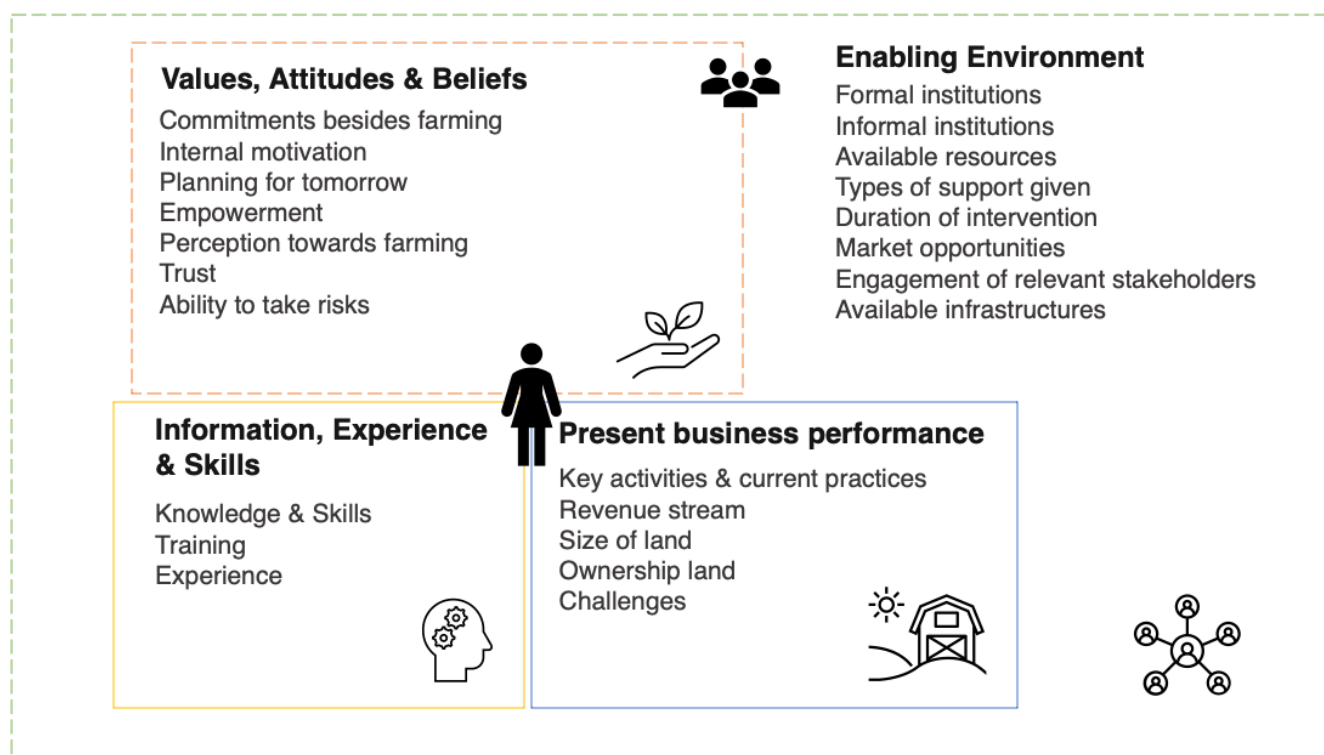 Values, Attitudes & Beliefs
Commitments besides farming
Internal motivation
Planning for tomorrow
Empowerment
Perception towards farming
Trust
Ability to take risks
Enabling Environment
Formal institutions
Informal institutions
Available resources
Types of support given
Duration of intervention
Market opportunities
Engagement of relevant stakeholders
Available infrastructures
Information, Experience
& Skills
Knowledge & Skills
Training
Experience
Present business performance
Key activities & current practices
Revenue stream
Size of land
Ownership land
Challenges